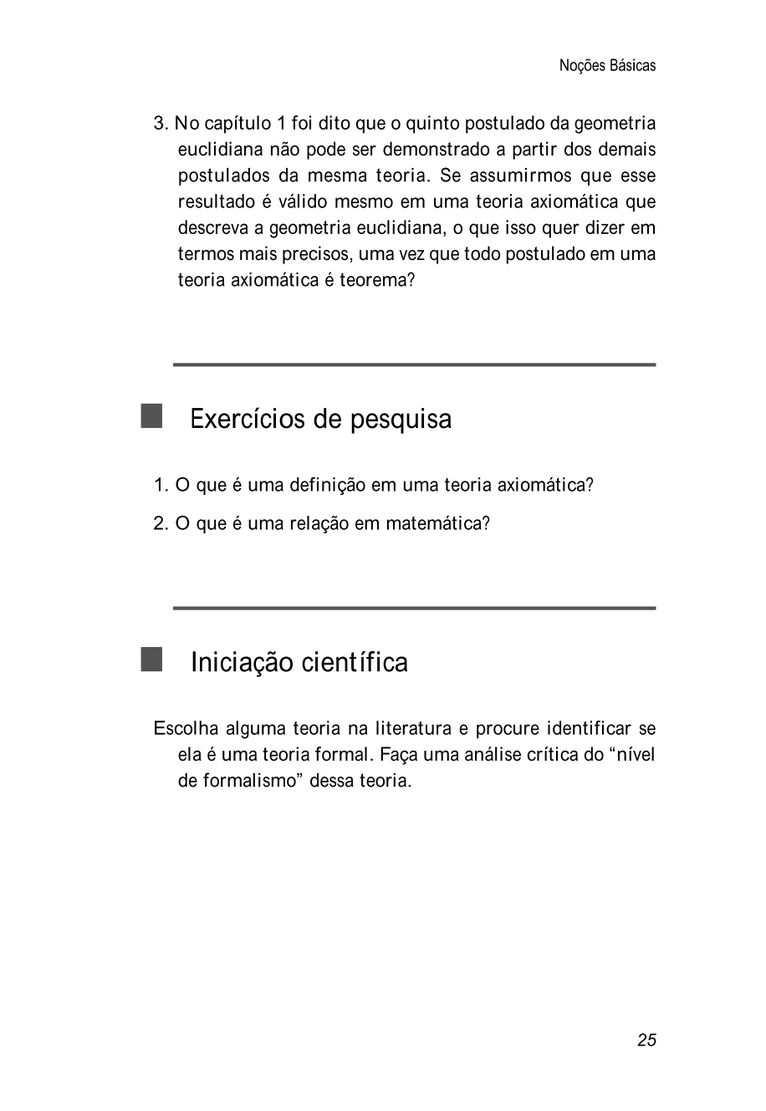 Noções Básicas
3. No capítulo 1 foi dito que o quinto postulado da geometria
euclidiana não pode ser demonstrado a partir dos demais
postulados da mesma teoria. Se assumirmos que esse
resultado é válido mesmo em uma teoria axiomática que
descreva a geometria euclidiana, o que isso quer dizer em
termos mais precisos, uma vez que todo postulado em uma
teoria axiomática é teorema?
Exercícios de pesquisa
1. O que é uma definição em uma teoria axiomática?
2. O que é uma relação em matemática?
Iniciação científica
Escolha alguma teoria na literatura e procure identificar se
ela é uma teoria formal. Faça uma análise crítica do “nível
de formalismo” dessa teoria.
25